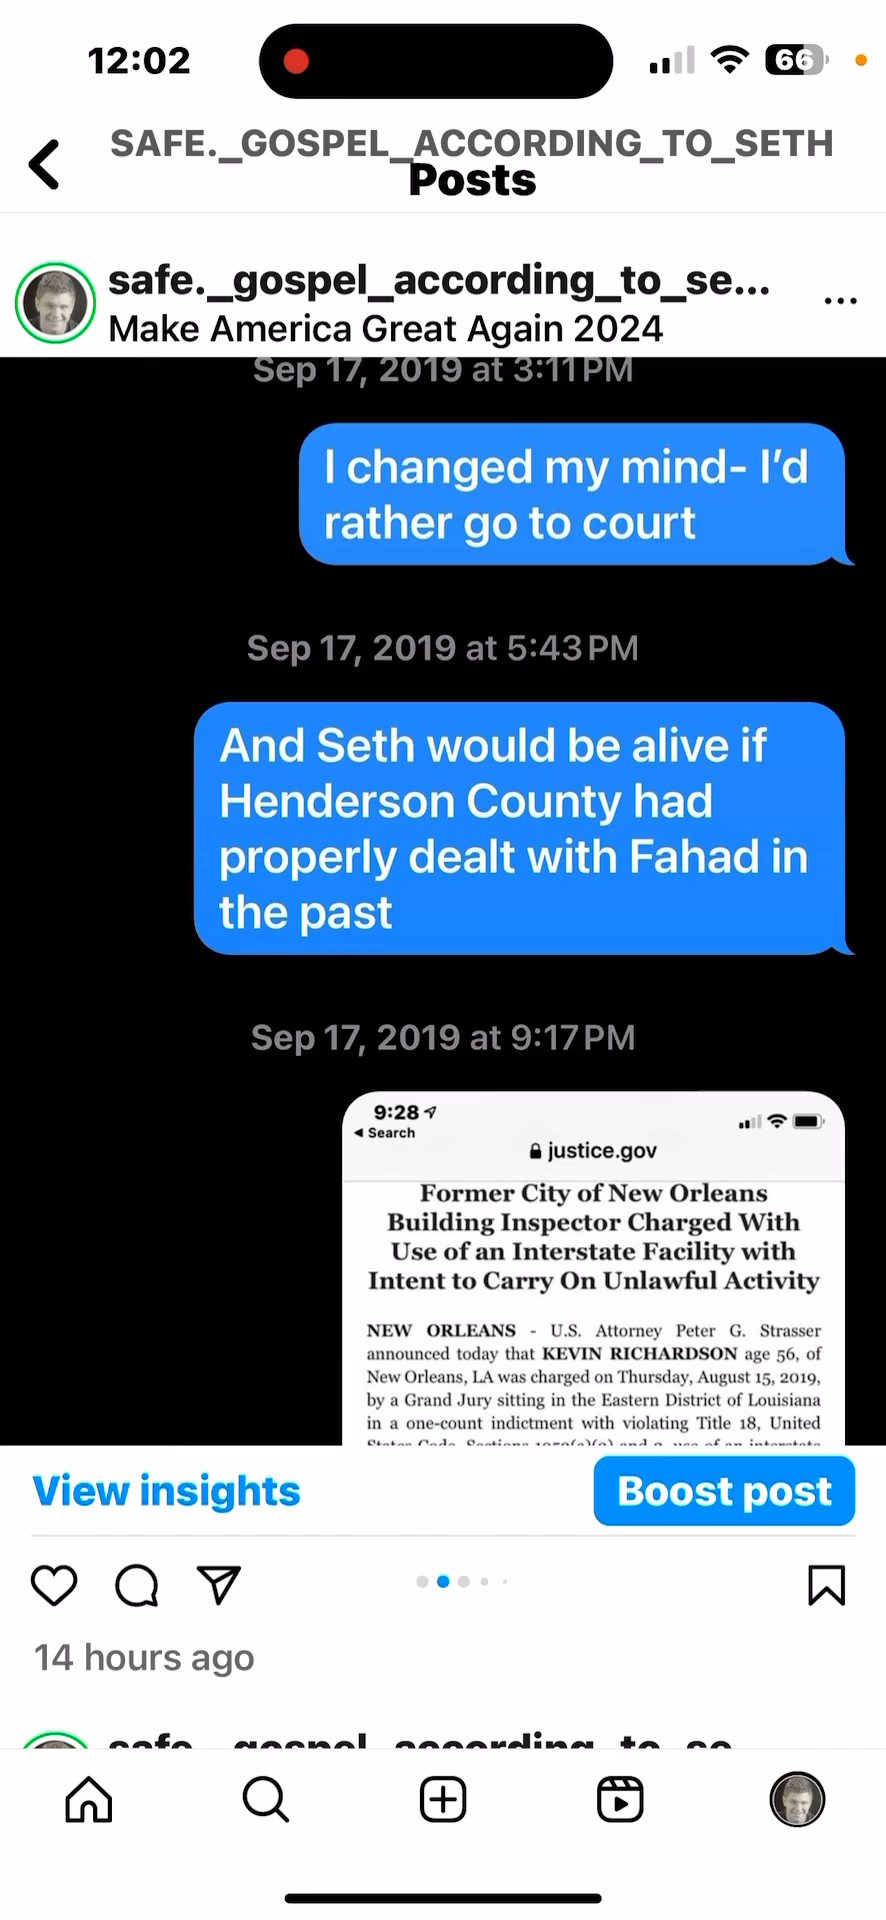 12:02
66
SAFE._GOSPEL_ACCORDING_TO_SETH
Posts
safe._gospel_according_to_se...
Make America Great Again 2024
Sep 17, 2019 at 3:11 PM
I changed my mind- I'd
rather go to court
Sep 17, 2019 at 5:43 PM
And Seth would be alive if
Henderson County had
properly dealt with Fahad in
the past
Sep 17, 2019 at 9:17 PM
9:28
Search
justice.gov
Former City of New Orleans
Building Inspector Charged With
Use of an Interstate Facility with
Intent to Carry On Unlawful Activity
NEW ORLEANS - U.S. Attorney Peter G. Strasser
announced today that KEVIN RICHARDSON age 56, of
New Orleans, LA was charged on Thursday, August 15, 2019,
by a Grand Jury sitting in the Eastern District of Louisiana
in a one-count indictment with violating Title 18, United
View insights
Boost post
14 hours ago
safe._gospel_according_to_se...